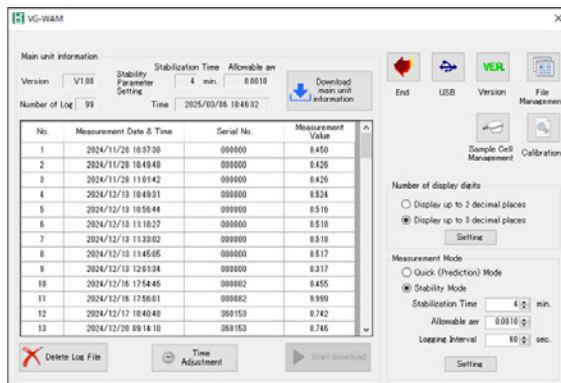 VG-WAM
Main unit information
Version V1.00 Stability Parameter Setting Stabilization Time 4 min. Allowable aw 0.0010
Number of Log 99 Time 2025/03/06 10:46:02
Download main unit information
No. Measurement Date & Time Serial No. Measurement Value
1 2024/11/28 10:37:30 000000 0.450
2 2024/11/28 10:49:48 000000 0.426
3 2024/11/28 11:01:42 000000 0.426
4 2024/12/13 10:49:31 000000 0.524
5 2024/12/13 10:56:44 000000 0.516
6 2024/12/13 11:18:27 000000 0.518
7 2024/12/13 11:33:02 000000 0.518
8 2024/12/13 11:45:05 000000 0.517
9 2024/12/13 12:01:34 000000 0.317
10 2024/12/16 17:54:46 000082 0.455
11 2024/12/16 17:56:01 000082 9.999
12 2024/12/17 10:40:48 360153 0.742
13 2024/12/20 09:14:18 360153 0.746
Delete Log File
Time Adjustment
Start download
VER.
End USB Version File Management
Sample Cell Management Calibration
Number of display digits
Display up to 2 decimal places
Display up to 3 decimal places
Setting
Measurement Mode
Quick (Prediction) Mode
Stability Mode
Stabilization Time 4 min.
Allowable aw 0.0010
Logging Interval 60 sec.
Setting